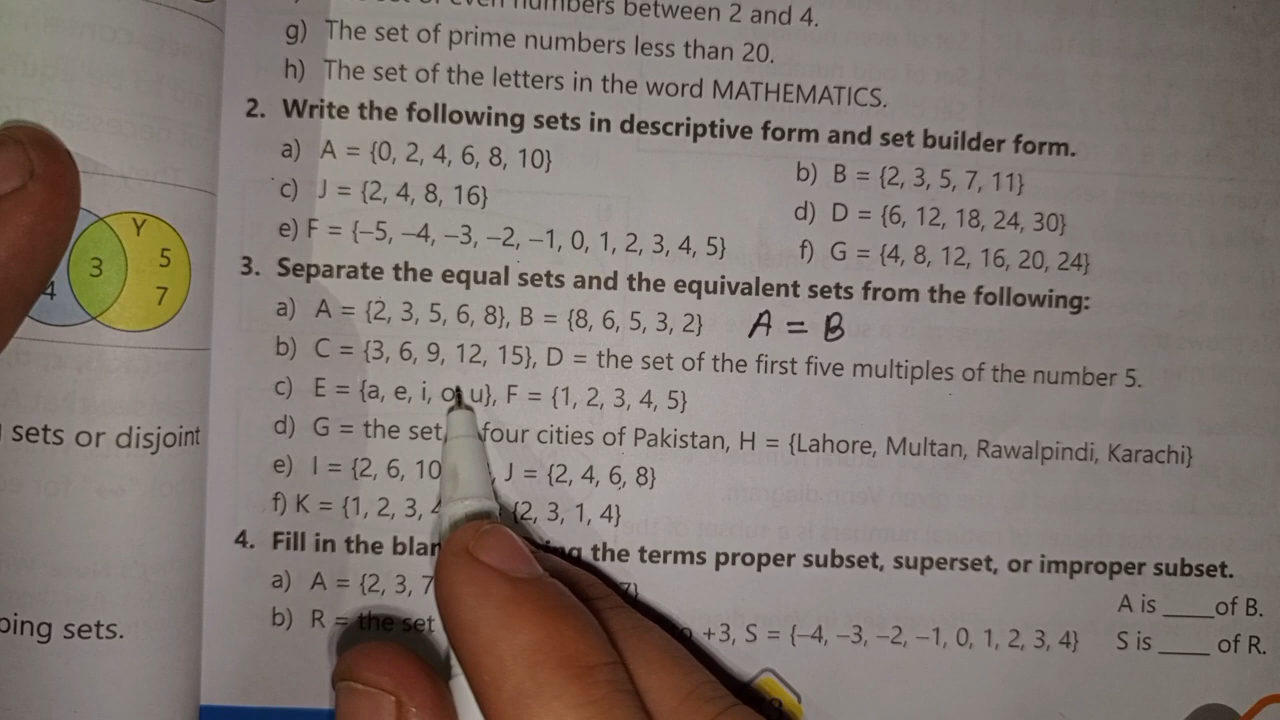 numbers between 2 and 4.
g) The set of prime numbers less than 20.
h) The set of the letters in the word MATHEMATICS.
2. Write the following sets in descriptive form and set builder form.
a) A = {0, 2, 4, 6, 8, 10}
b) B = {2, 3, 5, 7, 11}
c) J = {2, 4, 8, 16}
d) D = {6, 12, 18, 24, 30}
e) F = {–5, –4, –3, –2, –1, 0, 1, 2, 3, 4, 5}
f) G = {4, 8, 12, 16, 20, 24}
3. Separate the equal sets and the equivalent sets from the following:
a) A = {2, 3, 5, 6, 8}, B = {8, 6, 5, 3, 2} A = B
b) C = {3, 6, 9, 12, 15}, D = the set of the first five multiples of the number 5.
c) E = {a, e, i, o, u}, F = {1, 2, 3, 4, 5}
d) G = the set four cities of Pakistan, H = {Lahore, Multan, Rawalpindi, Karachi}
e) I = {2, 6, 10 , J = {2, 4, 6, 8}
f) K = {1, 2, 3, 4 {2, 3, 1, 4}
4. Fill in the the terms proper subset, superset, or improper subset.
a) A = {2, 3, 7 7} A is ____ of B.
b) R = the set +3, S = {–4, –3, –2, –1, 0, 1, 2, 3, 4} S is ____ of R.
Y
3
5
4
7
sets or disjoint
sets.